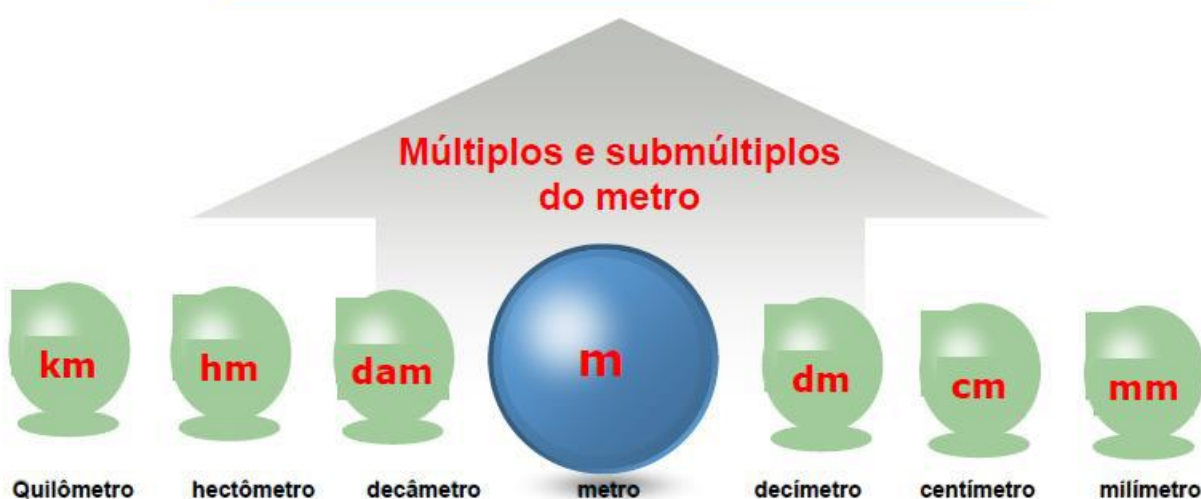 Múltiplos e submúltiplos
do metro
km hm dam m dm cm mm
Quilômetro hectômetro decâmetro metro decímetro centímetro milímetro